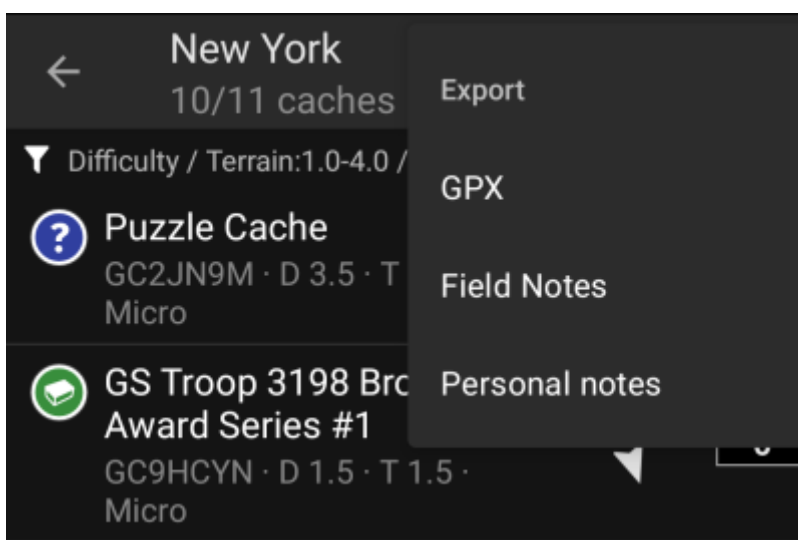 New York
10/11 caches
Difficulty / Terrain:1.0-4.0 /
?
Puzzle Cache
GC2JN9M · D 3.5 · T
Micro
GS Troop 3198 Bro
Award Series #1
GC9HCYN · D 1.5 · T 1.5 ·
Micro
Export
GPX
Field Notes
Personal notes